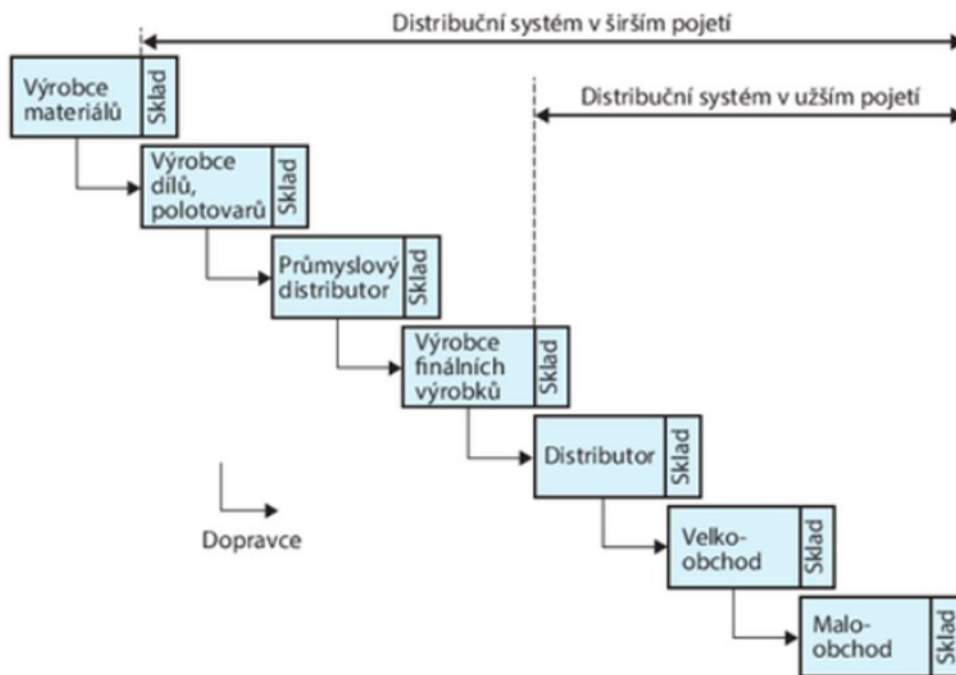 Distribuční systém v širším pojetí
Výrobce
materiálů
Sklad
Distribuční systém v užším pojetí
Výrobce
dílů,
polotovarů
Sklad
Průmyslový
distributor
Sklad
Výrobce
finálních
výrobků
Sklad
Distributor
Sklad
Dopravce
Velko-
obchod
Sklad
Malo-
obchod
Sklad